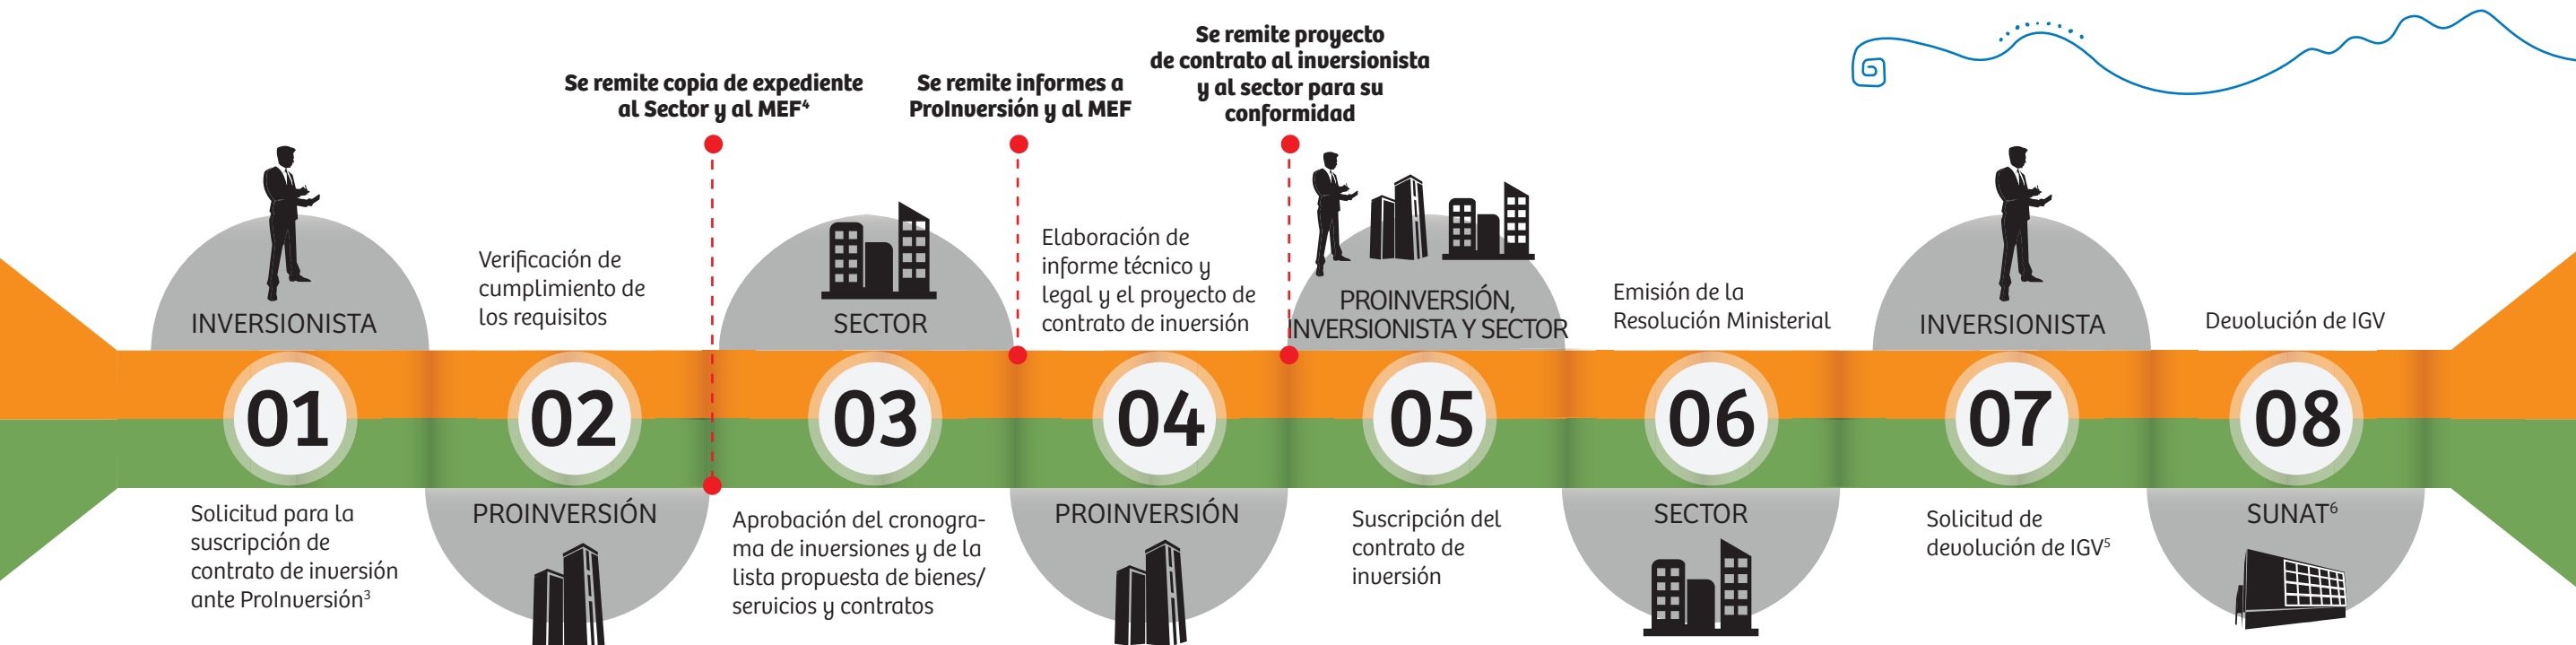 Se remite copia de expediente
al Sector y al MEF⁴
Se remite informes a
ProInversión y al MEF
Se remite proyecto
de contrato al inversionista
y al sector para su
conformidad
INVERSIONISTA
01
Solicitud para la
suscripción de
contrato de inversión
ante ProInversión³
Verificación de
cumplimiento de
los requisitos
02
PROINVERSIÓN
SECTOR
03
Aprobación del cronogra-
ma de inversiones y de la
lista propuesta de bienes/
servicios y contratos
Elaboración de
informe técnico y
legal y el proyecto de
contrato de inversión
04
PROINVERSIÓN
PROINVERSIÓN,
INVERSIONISTA Y SECTOR
05
Suscripción del
contrato de
inversión
Emisión de la
Resolución Ministerial
06
SECTOR
INVERSIONISTA
07
Solicitud de
devolución de IGV⁵
Devolución de IGV
08
SUNAT⁶